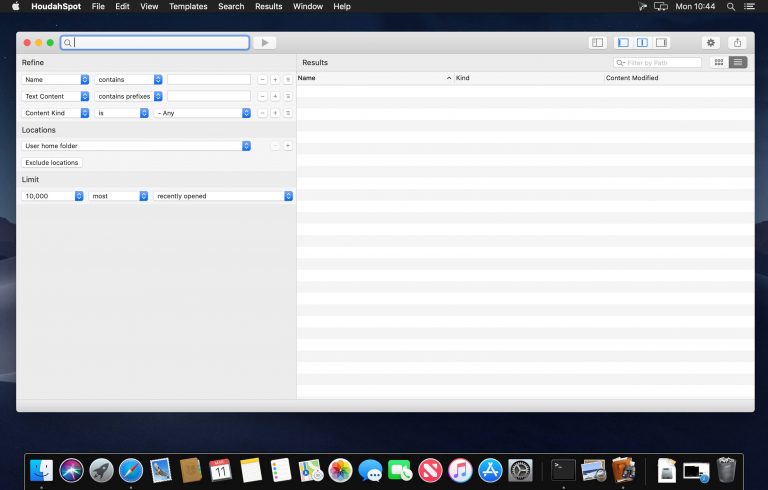 HoudahSpot File Edit View Templates Search Results Window Help Mon 10:44
Refine
Name contains
Text Content contains prefixes
Content Kind is - Any
Locations
User home folder
Exclude locations
Limit
10,000 most recently opened
Results
Filter by Path
Name Kind Content Modified
MAR
11